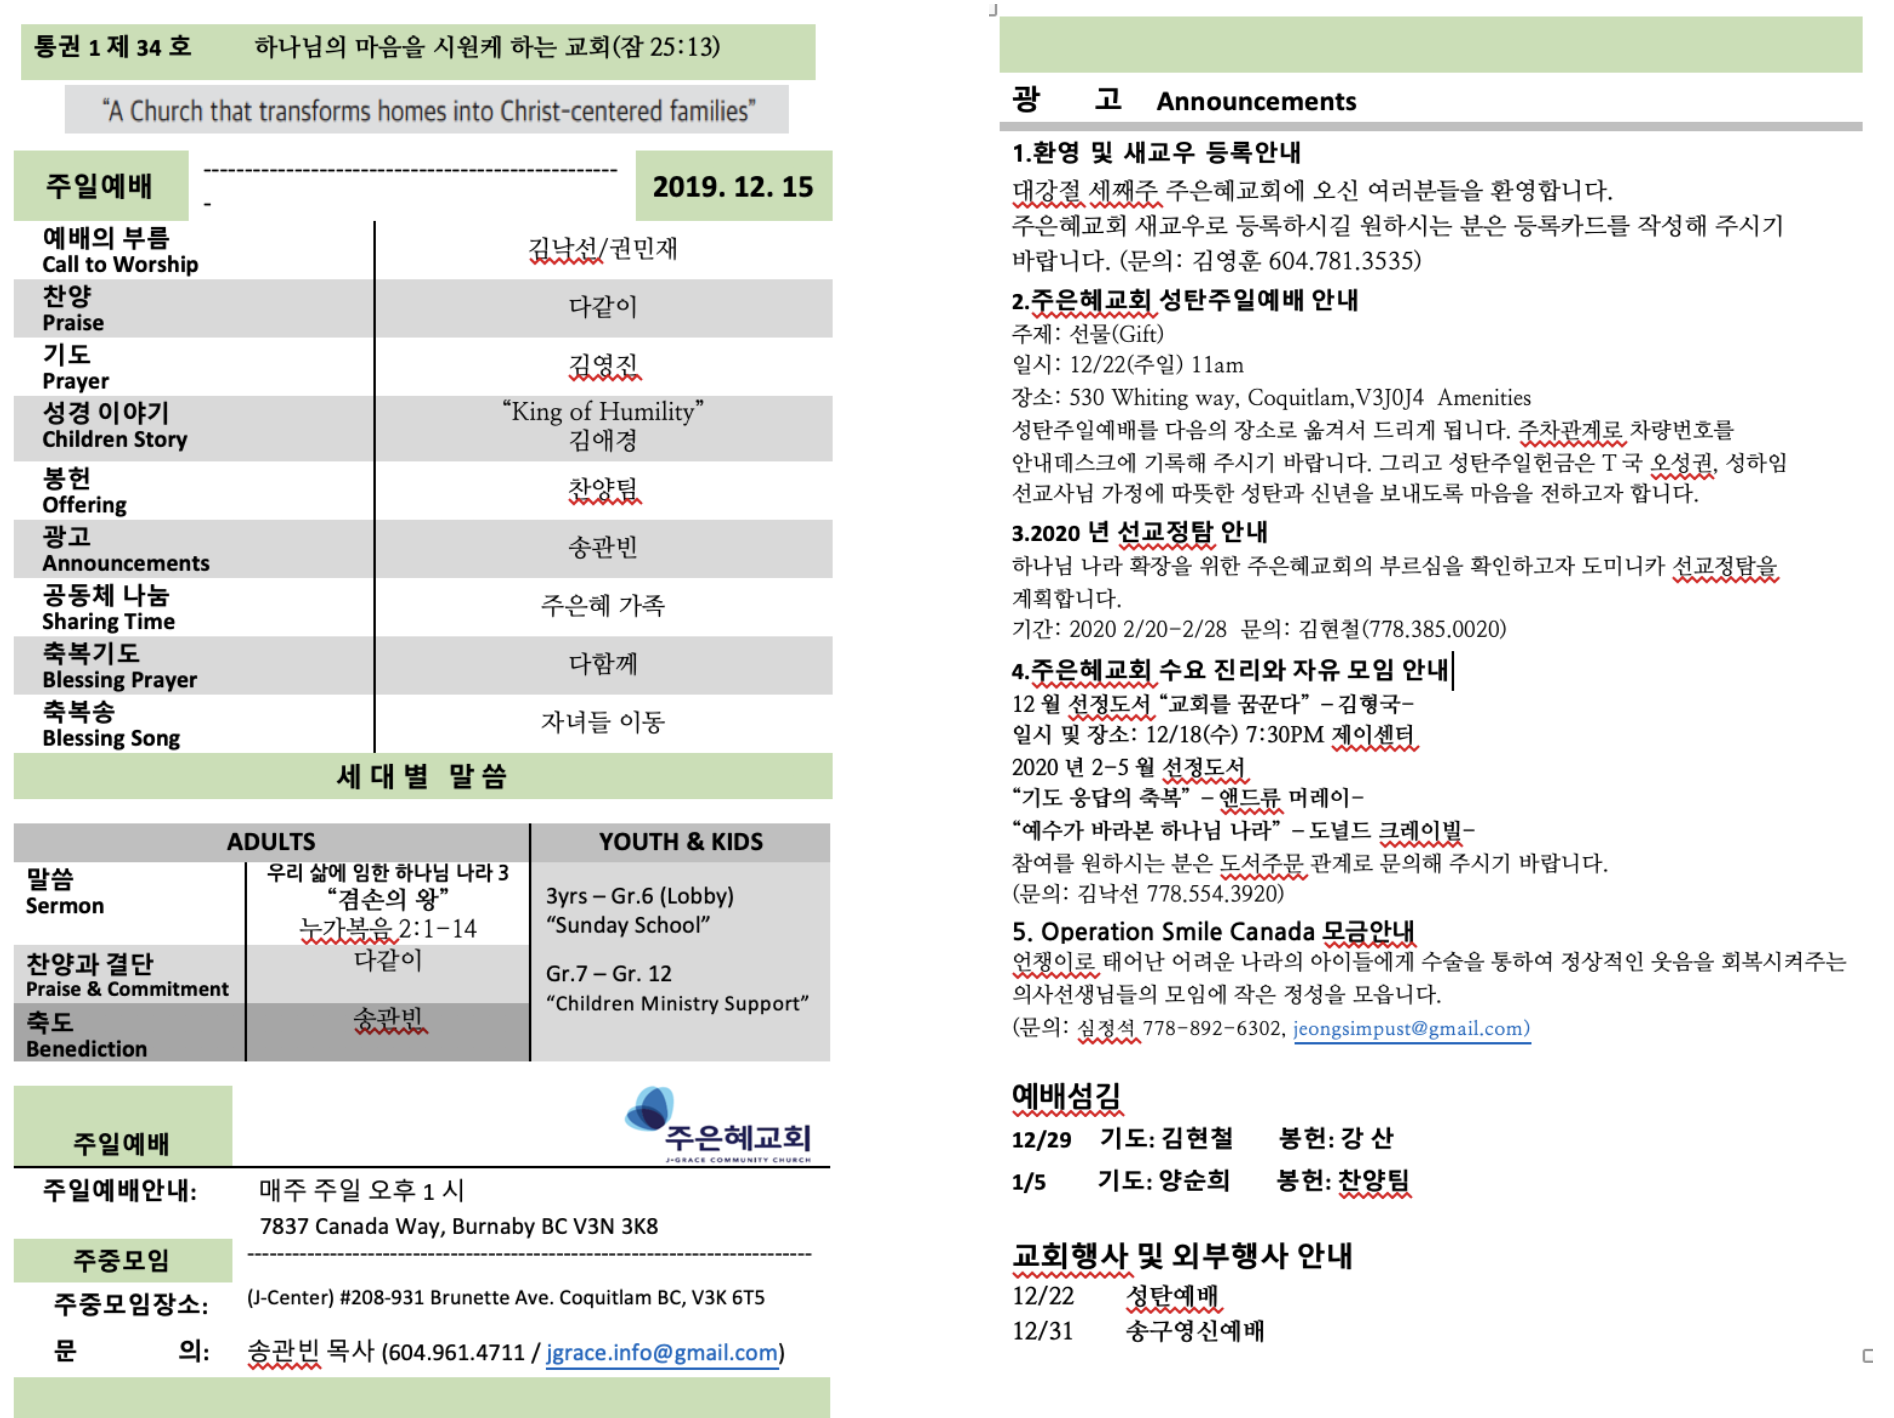 통권 1 제 34 호 하나님의 마음을 시원케 하는 교회(잠 25:13)
“A Church that transforms homes into Christ-centered families”
주일예배 --------------------------------------------------- 2019. 12. 15
-
예배의 부름
Call to Worship
김낙선/권민재
찬양
Praise
다같이
기도
Prayer
김영진
성경 이야기
Children Story
“King of Humility”
김애경
봉헌
Offering
찬양팀
광고
Announcements
송관빈
공동체 나눔
Sharing Time
주은혜 가족
축복기도
Blessing Prayer
다함께
축복송
Blessing Song
자녀들 이동
세 대 별 말 씀
ADULTS YOUTH & KIDS
말씀
Sermon
우리 삶에 임한 하나님 나라 3
“겸손의 왕”
누가복음 2:1-14
찬양과 결단
Praise & Commitment
다같이
축도
Benediction
송관빈
3yrs – Gr.6 (Lobby)
“Sunday School”
Gr.7 – Gr. 12
“Children Ministry Support”
주일예배
주은혜교회
J-GRACE COMMUNITY CHURCH
주일예배안내: 매주 주일 오후 1 시
7837 Canada Way, Burnaby BC V3N 3K8
주중모임 ----------------------------------------------------------------------
주중모임장소: (J-Center) #208-931 Brunette Ave. Coquitlam BC, V3K 6T5
문 의: 송관빈 목사 (604.961.4711 / jgrace.info@gmail.com)
광 고 Announcements
1.환영 및 새교우 등록안내
대강절 세째주 주은혜교회에 오신 여러분들을 환영합니다.
주은혜교회 새교우로 등록하시길 원하시는 분은 등록카드를 작성해 주시기
바랍니다. (문의: 김영훈 604.781.3535)
2.주은혜교회 성탄주일예배 안내
주제: 선물(Gift)
일시: 12/22(주일) 11am
장소: 530 Whiting way, Coquitlam,V3J0J4 Amenities
성탄주일예배를 다음의 장소로 옮겨서 드리게 됩니다. 주차관계로 차량번호를
안내데스크에 기록해 주시기 바랍니다. 그리고 성탄주일헌금은 T 국 오성권, 성하임
선교사님 가정에 따뜻한 성탄과 신년을 보내도록 마음을 전하고자 합니다.
3.2020 년 선교정탐 안내
하나님 나라 확장을 위한 주은혜교회의 부르심을 확인하고자 도미니카 선교정탐을
계획합니다.
기간: 2020 2/20-2/28 문의: 김현철(778.385.0020)
4.주은혜교회 수요 진리와 자유 모임 안내
12 월 선정도서 “교회를 꿈꾼다” –김형국-
일시 및 장소: 12/18(수) 7:30PM 제이센터
2020 년 2-5 월 선정도서
“기도 응답의 축복” –앤드류 머레이-
“예수가 바라본 하나님 나라” –도널드 크레이빌-
참여를 원하시는 분은 도서주문 관계로 문의해 주시기 바랍니다.
(문의: 김낙선 778.554.3920)
5. Operation Smile Canada 모금안내
언쟁이로 태어난 어려운 나라의 아이들에게 수술을 통하여 정상적인 웃음을 회복시켜주는
의사선생님들의 모임에 작은 정성을 모읍니다.
(문의: 심정석 778-892-6302, jeongsimpust@gmail.com)
예배섬김
12/29 기도: 김현철 봉헌: 강 산
1/5 기도: 양순희 봉헌: 찬양팀
교회행사 및 외부행사 안내
12/22 성탄예배
12/31 송구영신예배